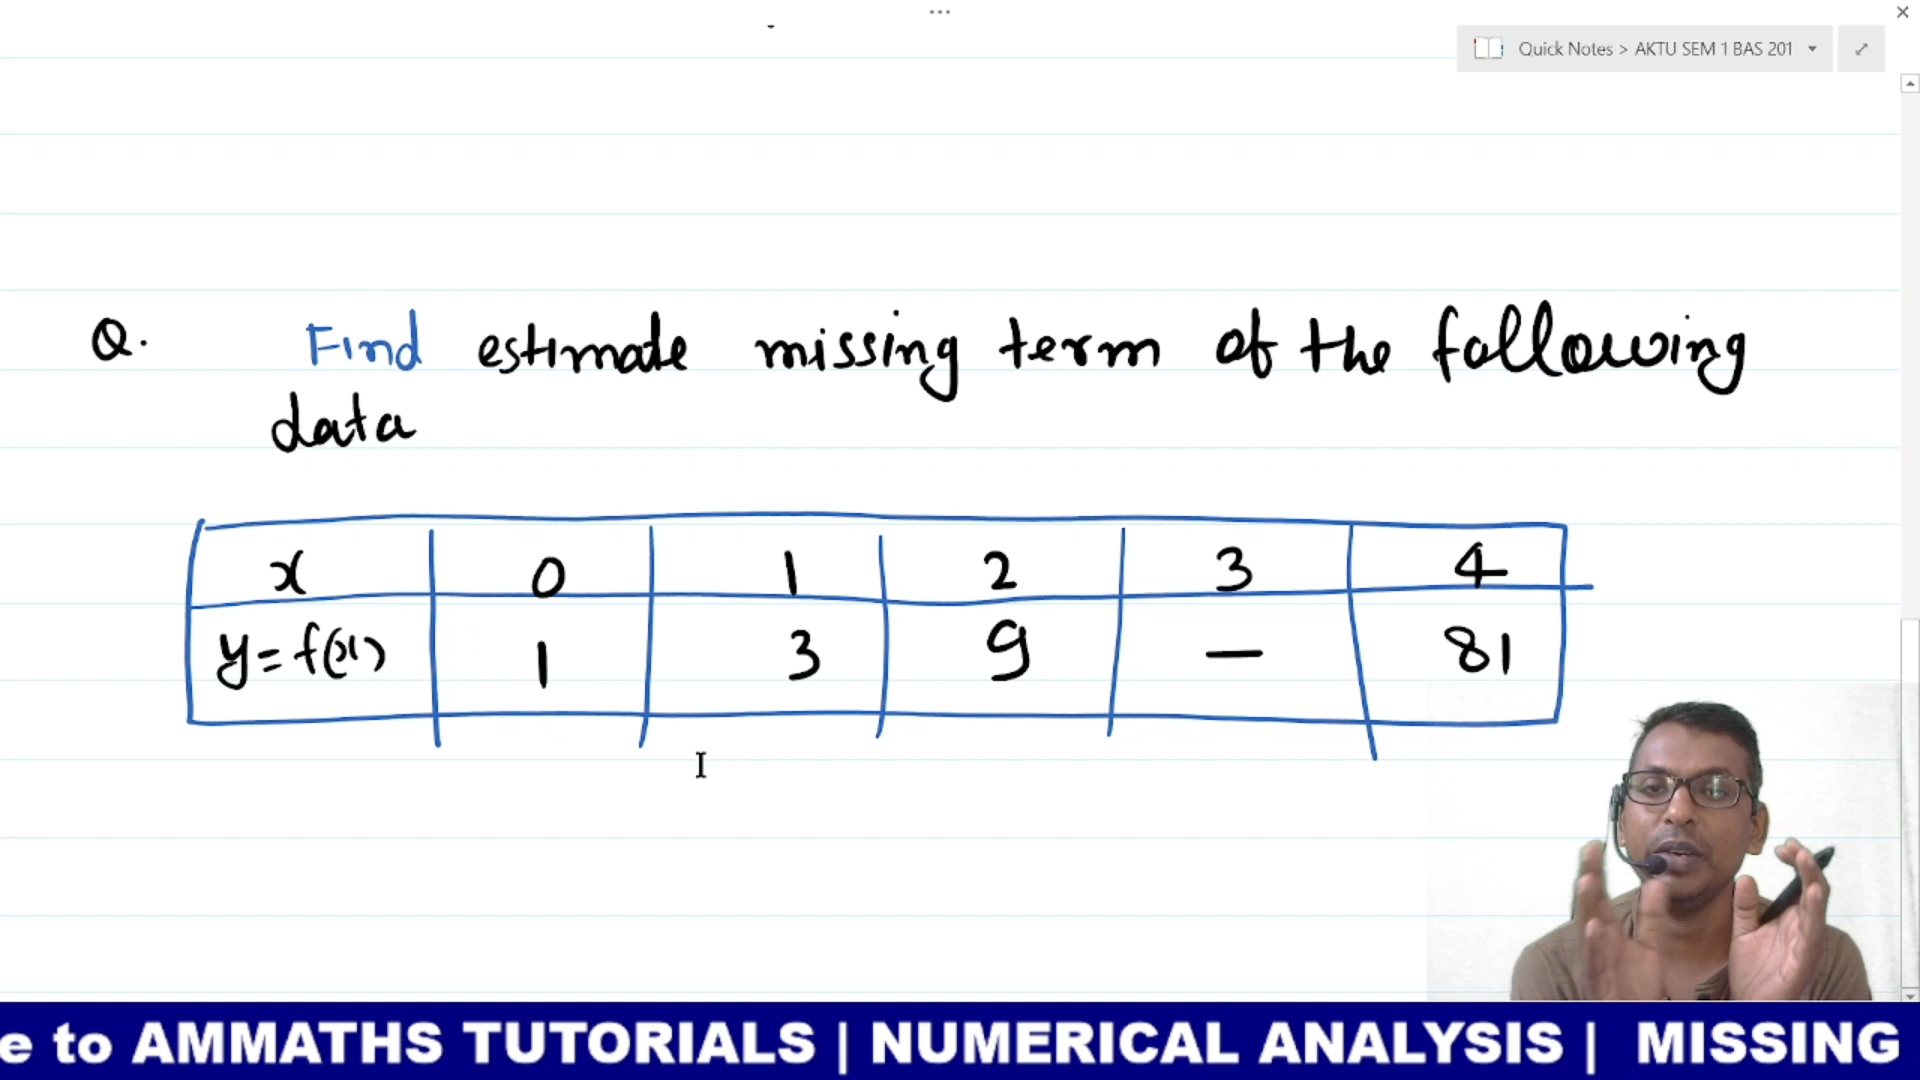 Quick Notes > AKTU SEM 1 BAS 201
Q. Find estimate missing term of the following
data
x 0 1 2 3 4
y=f(x) 1 3 9 — 81
e to AMMATHS TUTORIALS | NUMERICAL ANALYSIS | MISSING